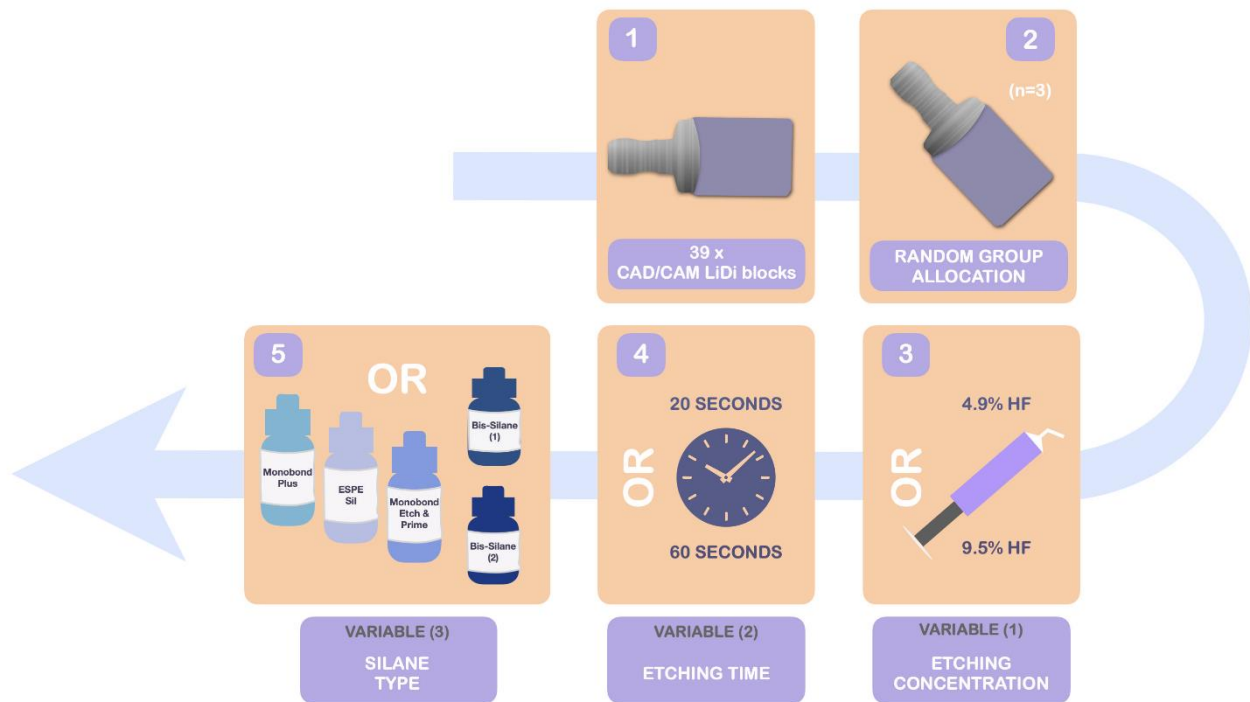 1
39 x
CAD/CAM LiDi blocks
2
(n=3)
RANDOM GROUP
ALLOCATION
3
4.9% HF
OR
9.5% HF
VARIABLE (1)
ETCHING
CONCENTRATION
4
20 SECONDS
OR
60 SECONDS
VARIABLE (2)
ETCHING TIME
5
OR
Monobond
Plus
ESPE
Sil
Monobond
Etch &
Prime
Bis-Silane
(1)
Bis-Silane
(2)
VARIABLE (3)
SILANE
TYPE